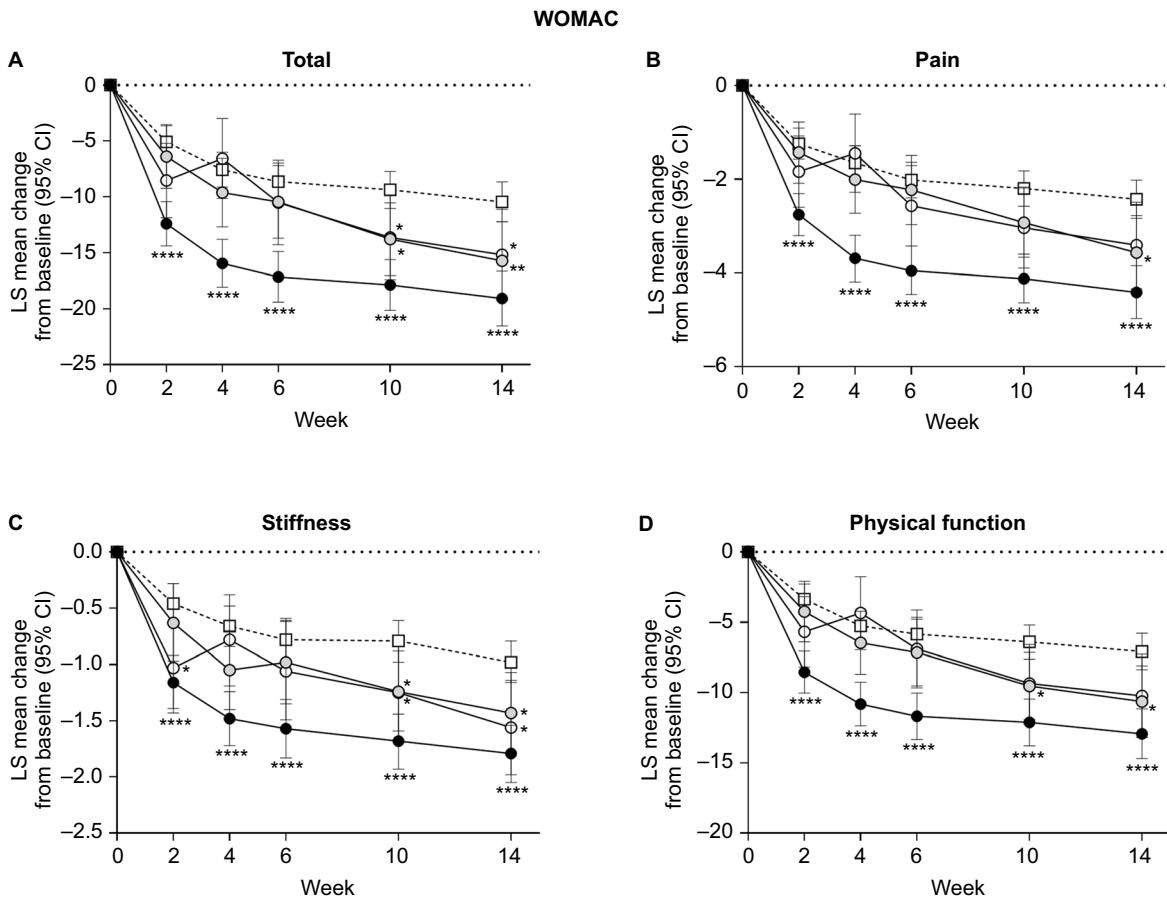 WOMAC
A
Total
0
–5
–10
–15
–20
–25
LS mean change
from baseline (95% CI)
****
****
****
*
*
****
*
**
****
0 2 4 6 10 14
Week
B
Pain
0
–2
–4
–6
LS mean change
from baseline (95% CI)
****
****
****
****
*
****
0 2 4 6 10 14
Week
C
Stiffness
0.0
–0.5
–1.0
–1.5
–2.0
–2.5
LS mean change
from baseline (95% CI)
*
****
****
****
*
*
****
*
*
****
0 2 4 6 10 14
Week
D
Physical function
0
–5
–10
–15
–20
LS mean change
from baseline (95% CI)
****
****
****
*
****
*
****
0 2 4 6 10 14
Week